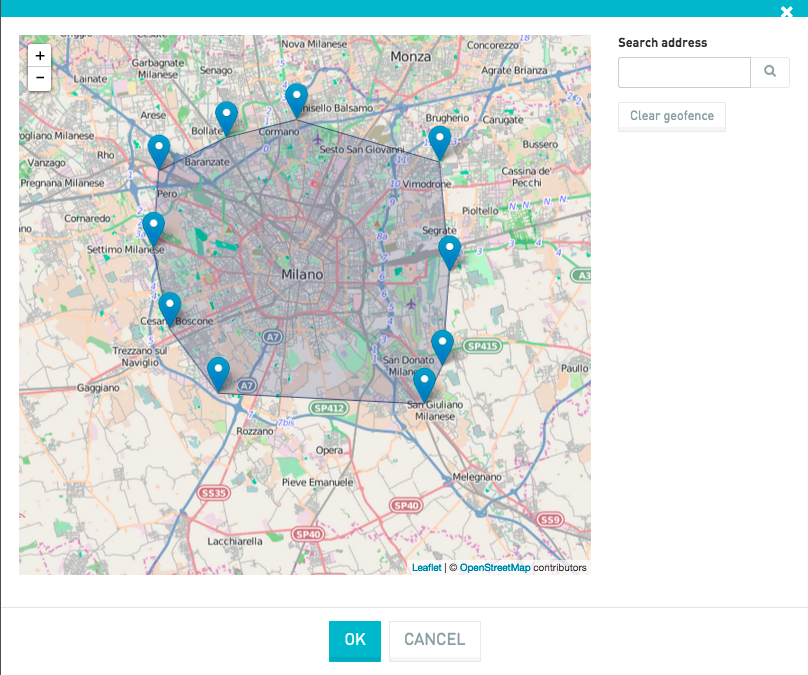 Search address
Clear geofence
+
−
Nova Milanese
Concorezzo
Garbagnate
Milanese
Senago
Monza
Agrate Brianza
Lainate
Arese
nisello Balsamo
Brugherio
Carugate
Bollate
Cormano
Rho
Baranzate
Sesto San Giovanni
Bussero
Vanzago
Pregnana Milanese
Pero
Vimodrone
Cassina de'
Pecchi
Cornaredo
Pioltello
Settimo Milanese
Segrate
Milano
Cesano Boscone
A7
Trezzano sul
Naviglio
San Donato
SP415
Paullo
Gaggiano
A7
SP412
San Giuliano
Milanese
7bis
Rozzano
Opera
Pieve Emanuele
Melegnano
SS35
SP40
SS9
SP40
Lacchiarella
Leaflet | © OpenStreetMap contributors
OK
CANCEL